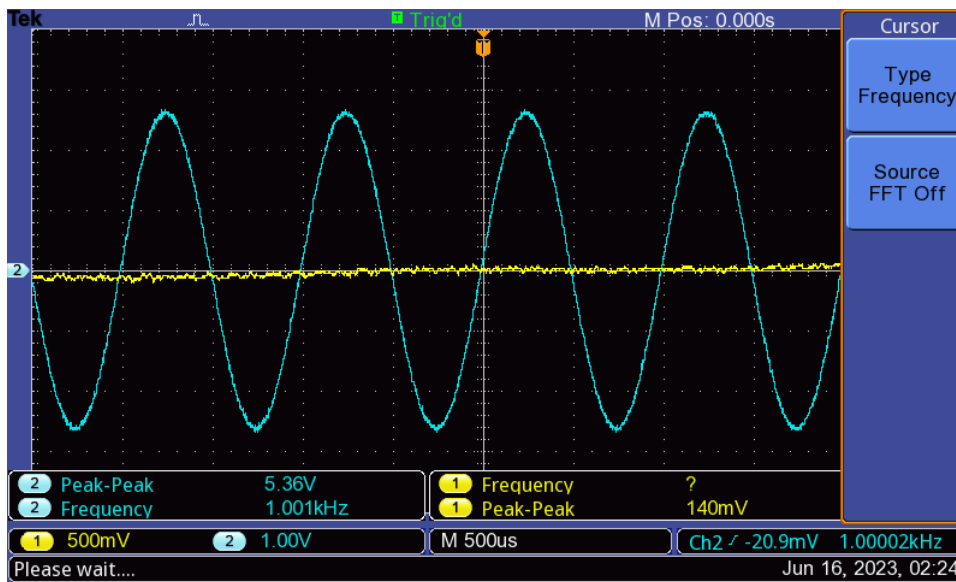 Tek T Trig'd M Pos: 0.000s
Cursor
T
Type
Frequency
Source
FFT Off
2
2 Peak-Peak 5.36V
2 Frequency 1.001kHz
1 Frequency ?
1 Peak-Peak 140mV
1 500mV 2 1.00V M 500us Ch2 -20.9mV 1.00002kHz
Please wait.... Jun 16, 2023, 02:24